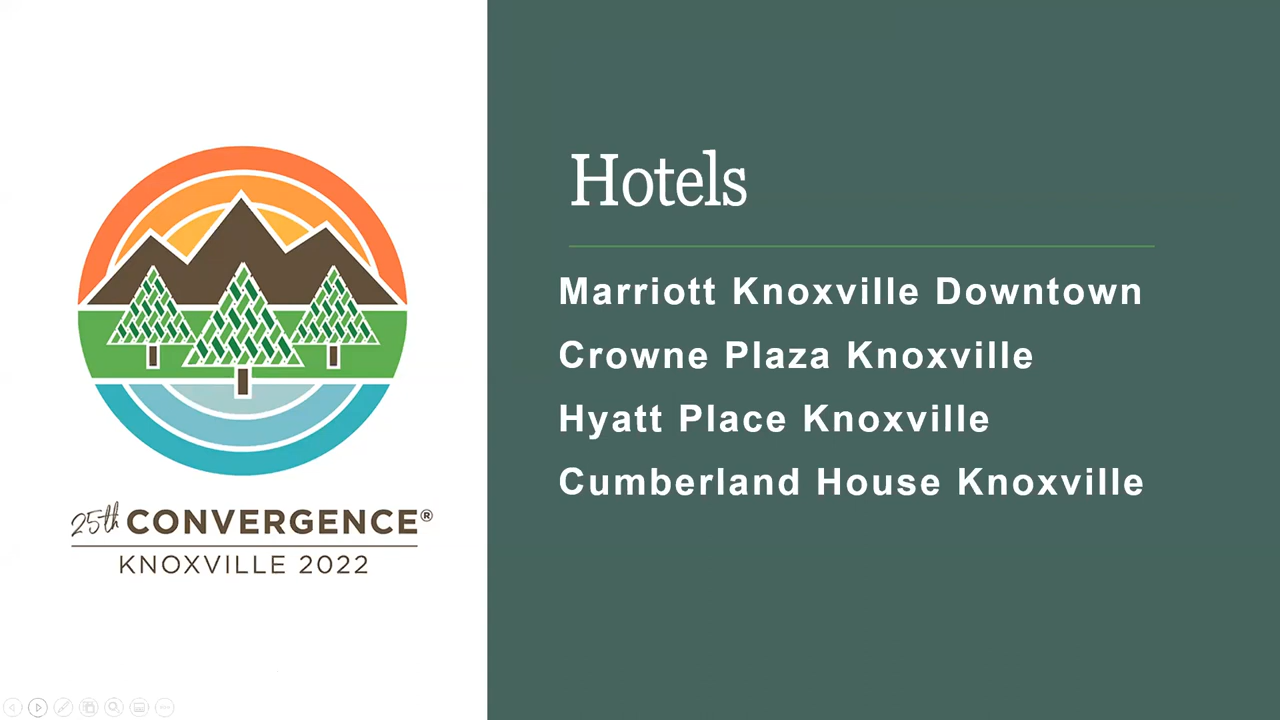 25th CONVERGENCE®
KNOXVILLE 2022
Hotels
Marriott Knoxville Downtown
Crowne Plaza Knoxville
Hyatt Place Knoxville
Cumberland House Knoxville